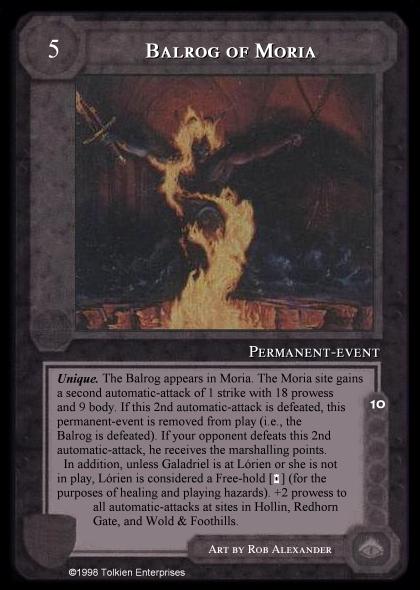 5
BALROG OF MORIA
PERMANENT-EVENT
Unique. The Balrog appears in Moria. The Moria site gains
a second automatic-attack of 1 strike with 18 prowess
and 9 body. If this 2nd automatic-attack is defeated, this
permanent-event is removed from play (i.e., the
Balrog is defeated). If your opponent defeats this 2nd
automatic-attack, he receives the marshalling points.
10
In addition, unless Galadriel is at Lórien or she is not
in play, Lórien is considered a Free-hold [ ] (for the
purposes of healing and playing hazards). +2 prowess to
all automatic-attacks at sites in Hollin, Redhorn
Gate, and Wold & Foothills.
ART BY ROB ALEXANDER
©1998 Tolkien Enterprises